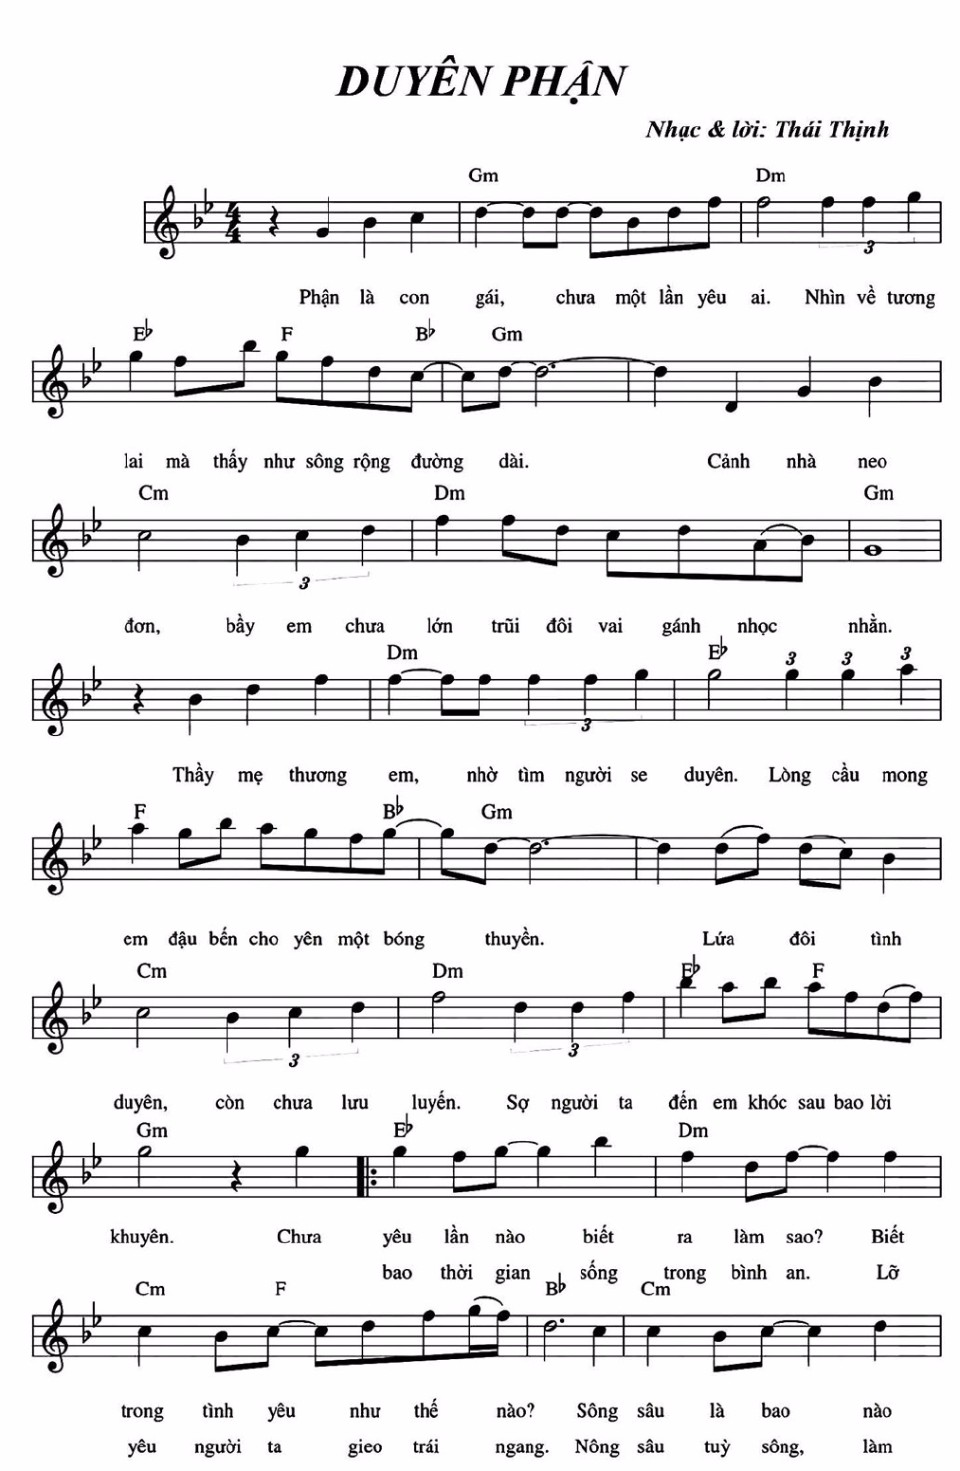 DUYÊN PHẬN
Nhạc & lời: Thái Thịnh
Gm Dm
4 4
3
Phận là con gái, chưa một lần yêu ai. Nhìn về tương
Eb F Bb Gm
lai mà thấy như sông rộng đường dài. Cảnh nhà neo
Cm Dm Gm
3
đơn, bầy em chưa lớn trũi đôi vai gánh nhọc nhằn.
Dm Eb 3 3 3
3
Thầy mẹ thương em, nhờ tìm người se duyên. Lòng cầu mong
F Bb Gm
em đậu bến cho yên một bóng thuyền. Lứa đôi tình
Cm Dm Eb F
3 3
duyên, còn chưa lưu luyến. Sợ người ta đến em khóc sau bao lời
Gm Eb Dm
khuyên. Chưa yêu lần nào biết ra làm sao? Biết
bao thời gian sống trong bình an. Lỡ
Cm F Bb Cm
trong tình yêu như thế nào? Sông sâu là bao nào
yêu người ta gieo trái ngang. Nông sâu tuỳ sông, làm